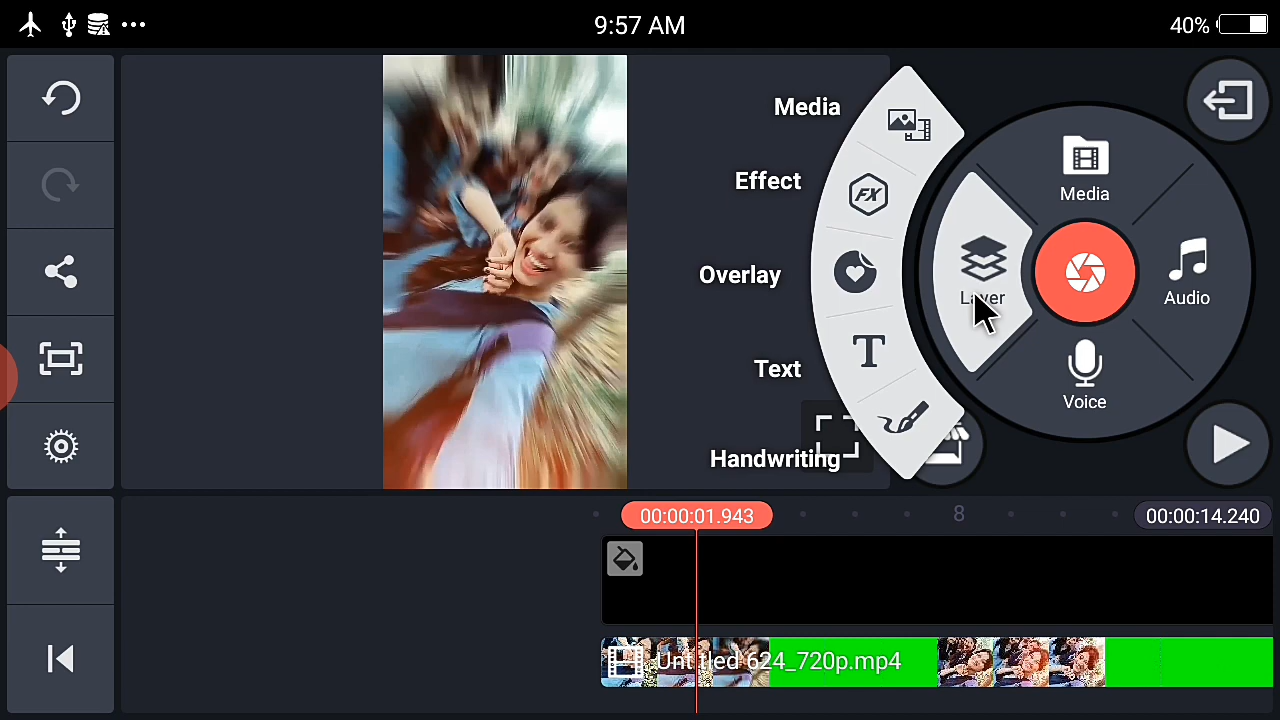 9:57 AM
40%
Media
Effect
Overlay
Text
Handwriting
FX
T
Media
Layer
Audio
Voice
00:00:01.943
8
00:00:14.240
Untitled 624_720p.mp4